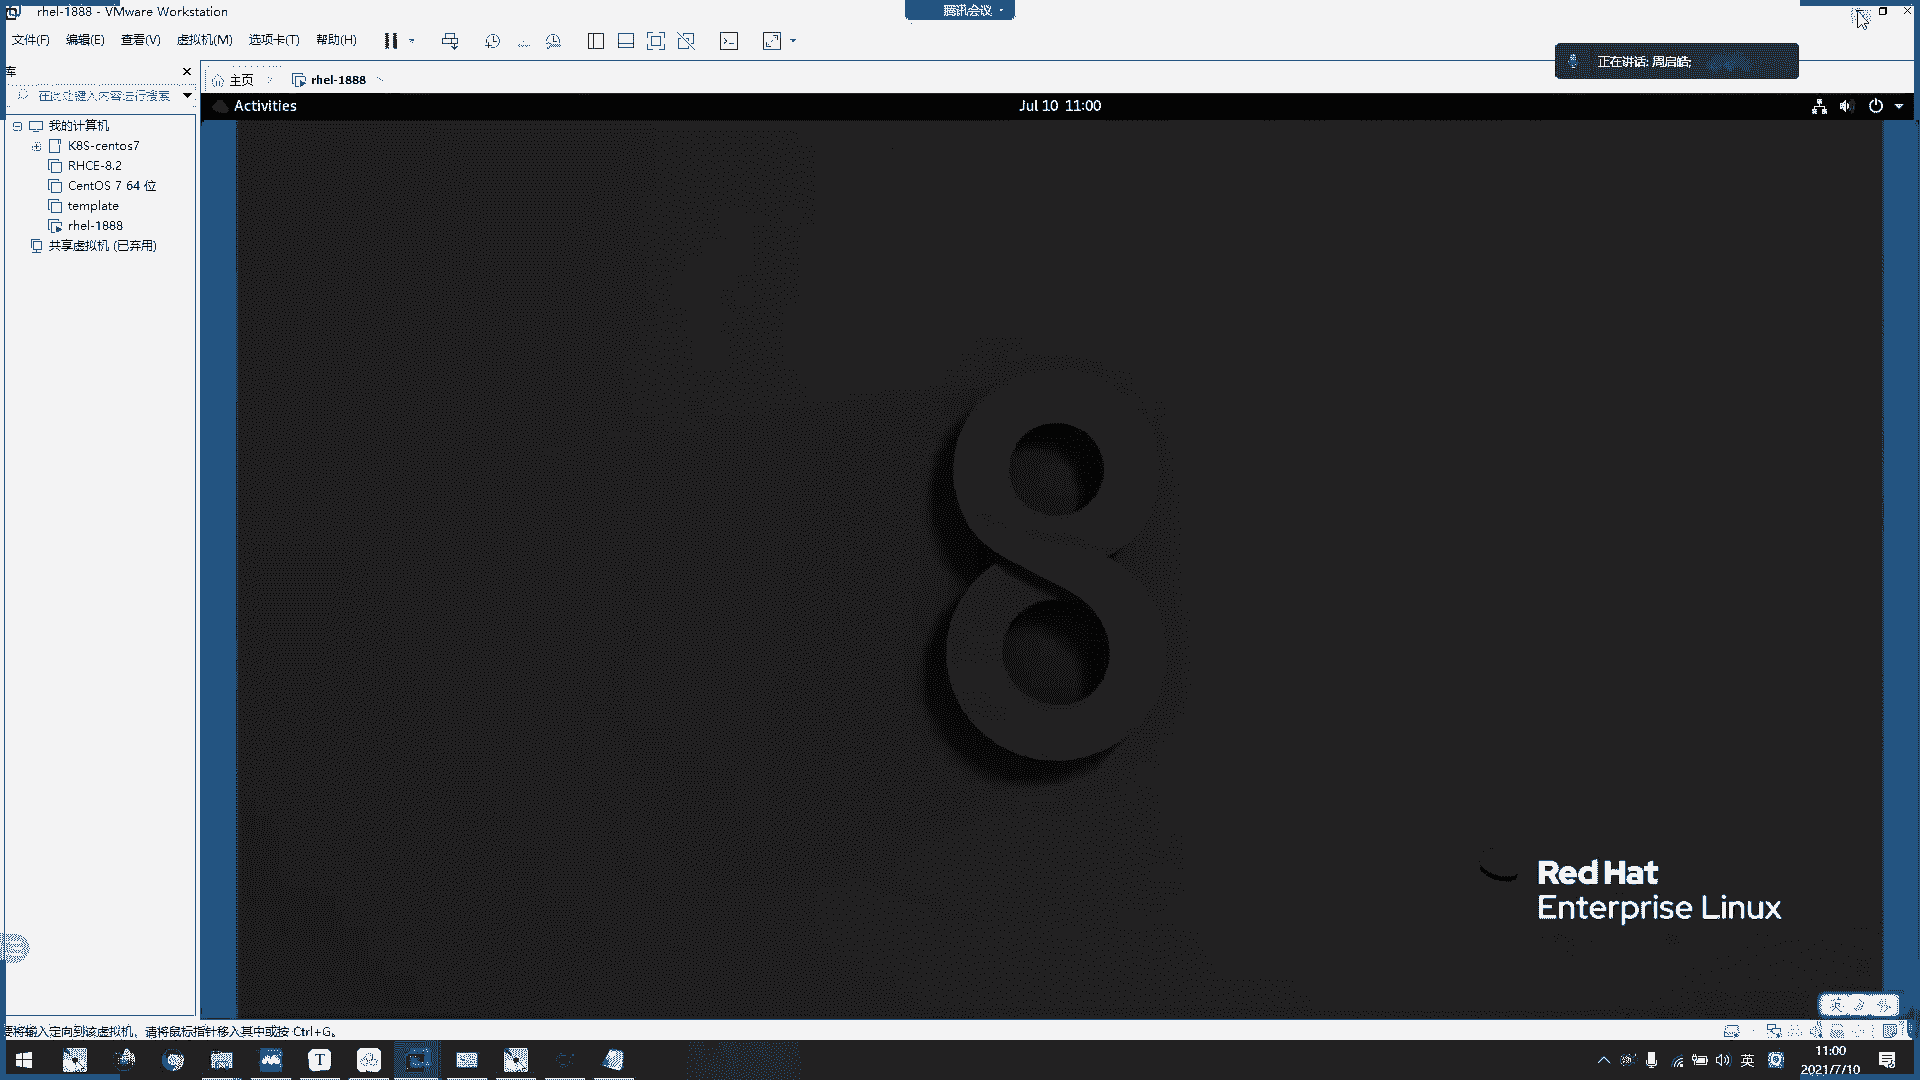 rhel-1888 - VMware Workstation
腾讯会议
文件(F) 编辑(E) 查看(V) 虚拟机(M) 选项卡(T) 帮助(H)
正在讲话: 周启皓;
库
主页
rhel-1888
在此处键入内容进行搜索
Activities
Jul 10 11:00
我的计算机
K8S-centos7
RHCE-8.2
CentOS 7 64 位
template
rhel-1888
共享虚拟机 (已弃用)
8
Red Hat
Enterprise Linux
英
要将输入定向到该虚拟机，请将鼠标指针移入其中或按 Ctrl+G。
T
英
11:00
2021/7/10